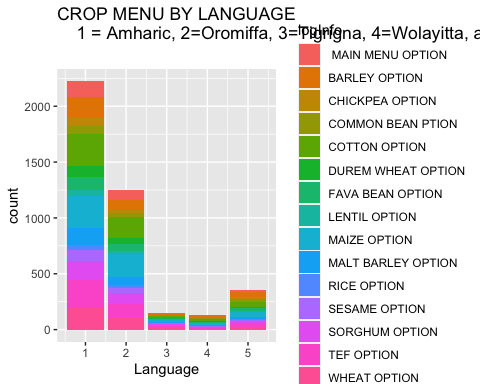 CROP MENU BY LANGUAGE
1 = Amharic, 2=Oromiffa, 3=Tigrigna, 4=Wolayitta, a
MAIN MENU OPTION
BARLEY OPTION
CHICKPEA OPTION
COMMON BEAN PTION
COTTON OPTION
DUREM WHEAT OPTION
FAVA BEAN OPTION
LENTIL OPTION
MAIZE OPTION
MALT BARLEY OPTION
RICE OPTION
SESAME OPTION
SORGHUM OPTION
TEF OPTION
WHEAT OPTION
count
2000
1500
1000
500
0
1 2 3 4 5
Language